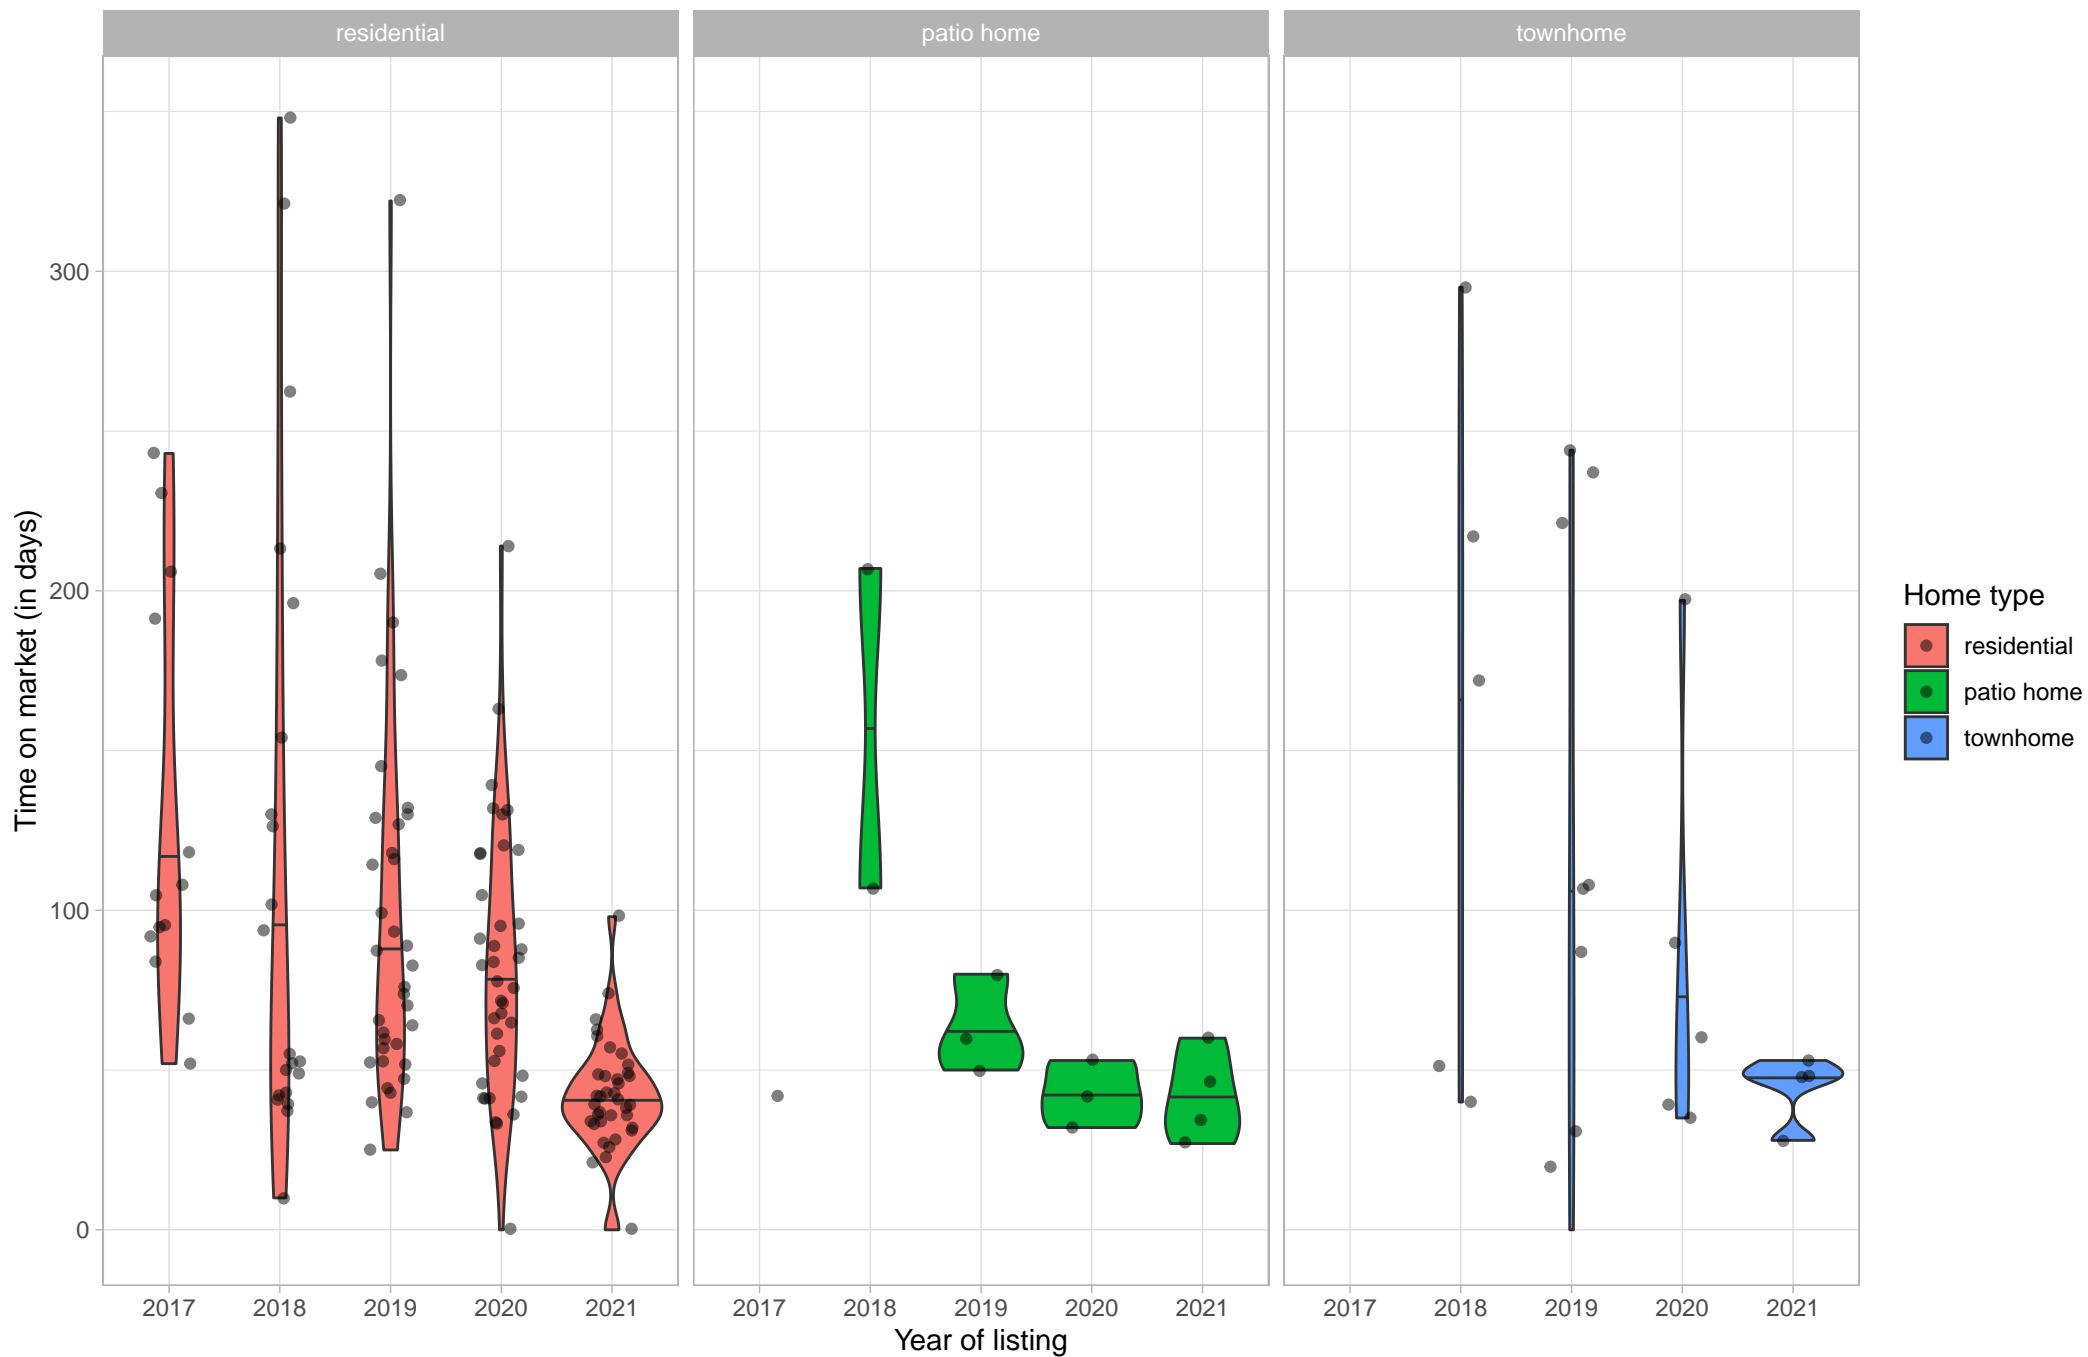 residential
patio home
townhome
Time on market (in days)
300
200
100
0
2017 2018 2019 2020 2021
2017 2018 2019 2020 2021
2017 2018 2019 2020 2021
Year of listing
Home type
residential
patio home
townhome